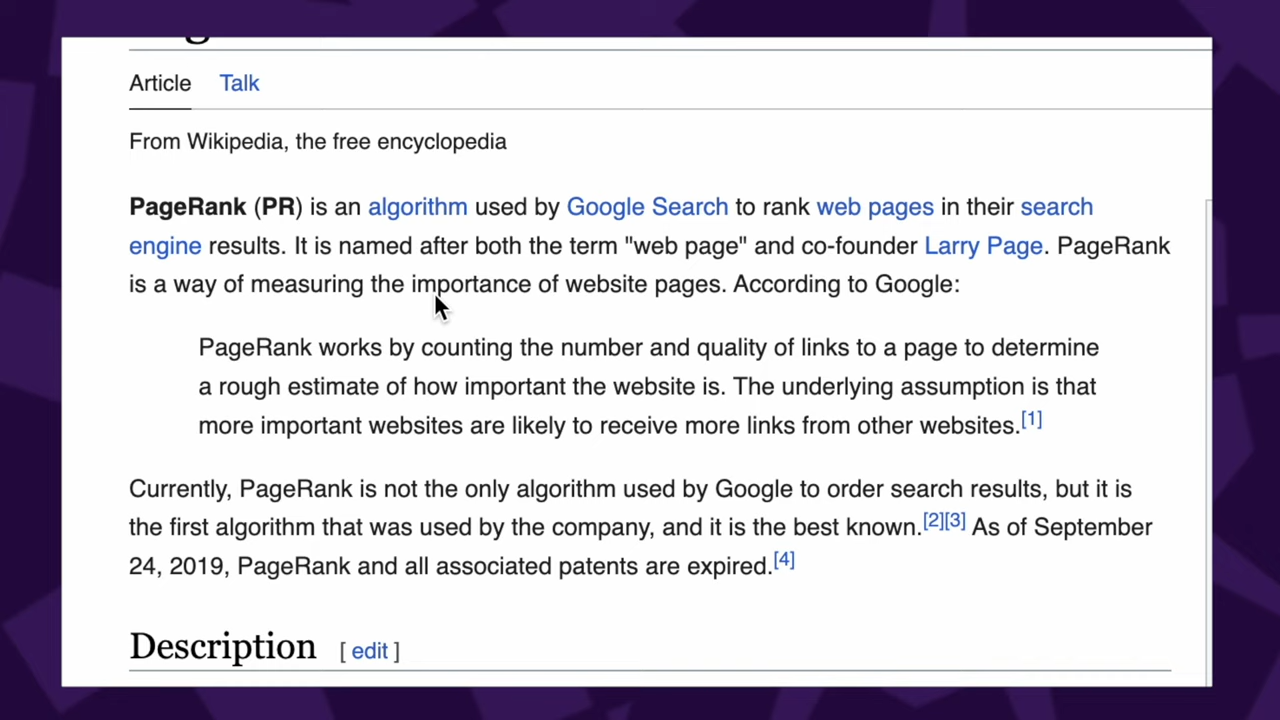 Article Talk
From Wikipedia, the free encyclopedia
PageRank (PR) is an algorithm used by Google Search to rank web pages in their search
engine results. It is named after both the term "web page" and co-founder Larry Page. PageRank
is a way of measuring the importance of website pages. According to Google:
PageRank works by counting the number and quality of links to a page to determine
a rough estimate of how important the website is. The underlying assumption is that
more important websites are likely to receive more links from other websites.[1]
Currently, PageRank is not the only algorithm used by Google to order search results, but it is
the first algorithm that was used by the company, and it is the best known.[2][3] As of September
24, 2019, PageRank and all associated patents are expired.[4]
Description [ edit ]